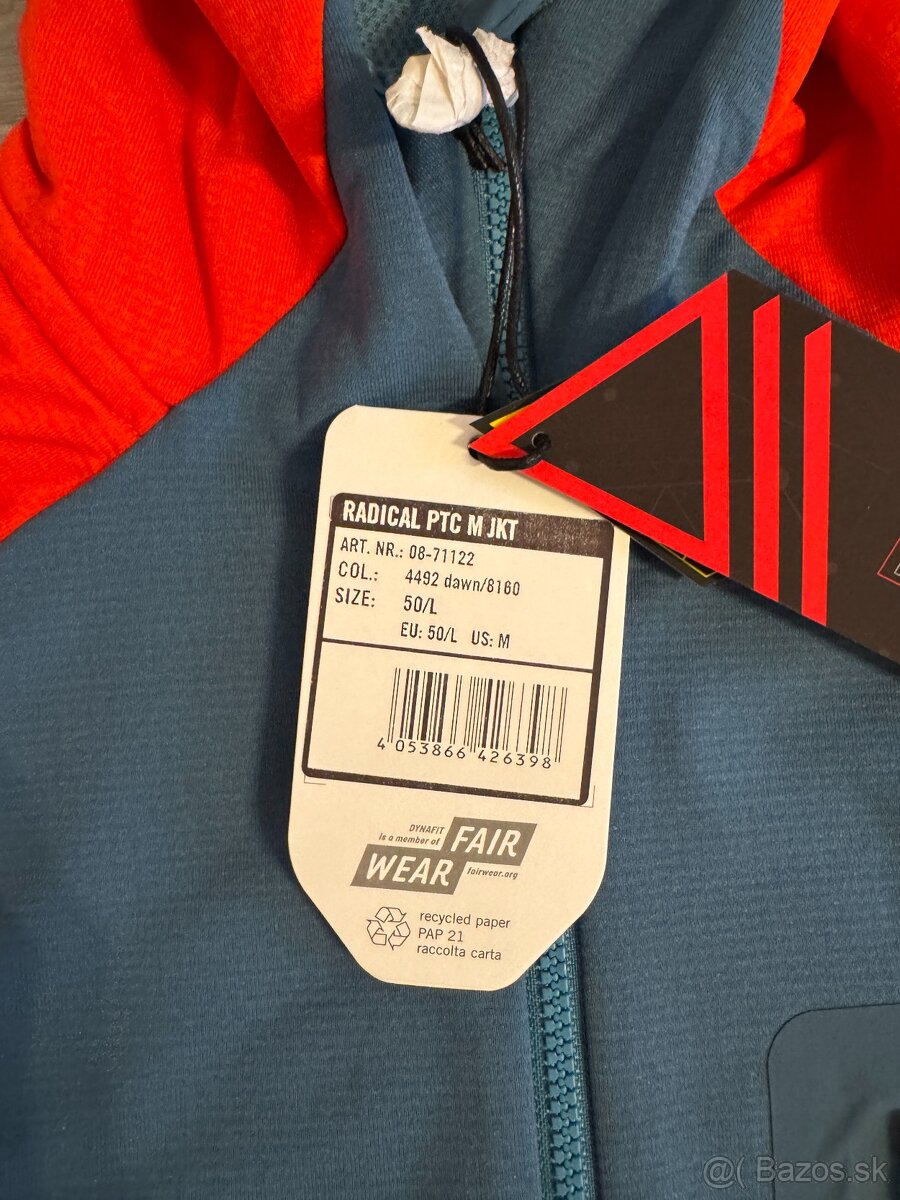 RADICAL PTC M JKT
ART. NR.: 08-71122
COL.: 4492 dawn/8160
SIZE: 50/L
EU: 50/L US: M
4 053866 426398
DYNAFIT
is a member of
FAIR
WEAR
fairwear.org
recycled paper
PAP 21
raccolta carta
@( Bazos.sk